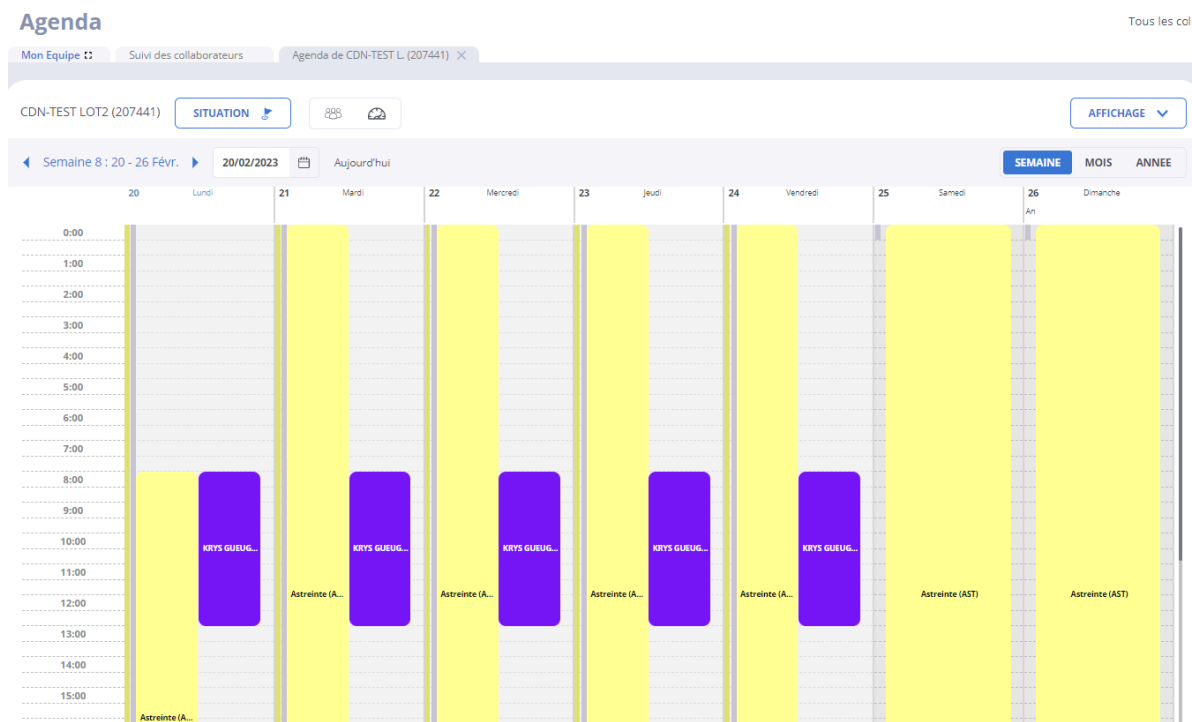 Agenda
Tous les col
Mon Equipe
Suivi des collaborateurs
Agenda de CDN-TEST L. (207441)
CDN-TEST LOT2 (207441)
SITUATION
AFFICHAGE
Semaine 8 : 20 - 26 Févr.
20/02/2023
Aujourd'hui
SEMAINE
MOIS
ANNEE
20 Lundi
21 Mardi
22 Mercredi
23 Jeudi
24 Vendredi
25 Samedi
26 Dimanche
An
0:00
1:00
2:00
3:00
4:00
5:00
6:00
7:00
8:00
9:00
10:00
KRYS GUEUG...
KRYS GUEUG...
KRYS GUEUG...
KRYS GUEUG...
KRYS GUEUG...
11:00
Astreinte (A...
Astreinte (A...
Astreinte (A...
Astreinte (A...
Astreinte (AST)
Astreinte (AST)
12:00
13:00
14:00
15:00
Astreinte (A...